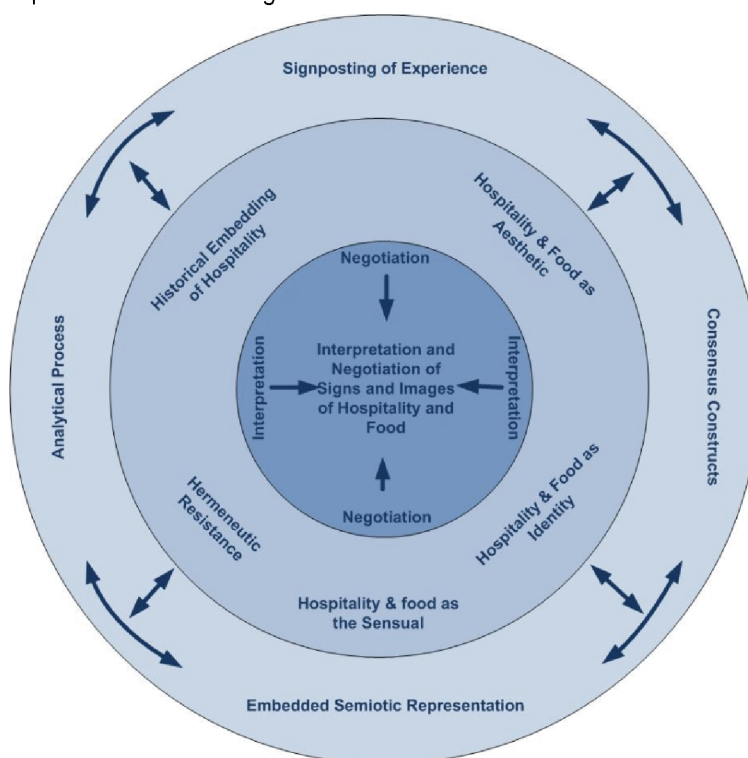 Signposting of Experience
Historical Embedding
of Hospitality
Hospitality & Food as
Aesthetic
Negotiation
Analytical Process
Interpretation
Interpretation and
Negotiation of
Signs and Images
of Hospitality and
Food
Interpretation
Consensus Constructs
Negotiation
Hermeneutic
Resistance
Hospitality & Food as
Identity
Hospitality & food as
the Sensual
Embedded Semiotic Representation